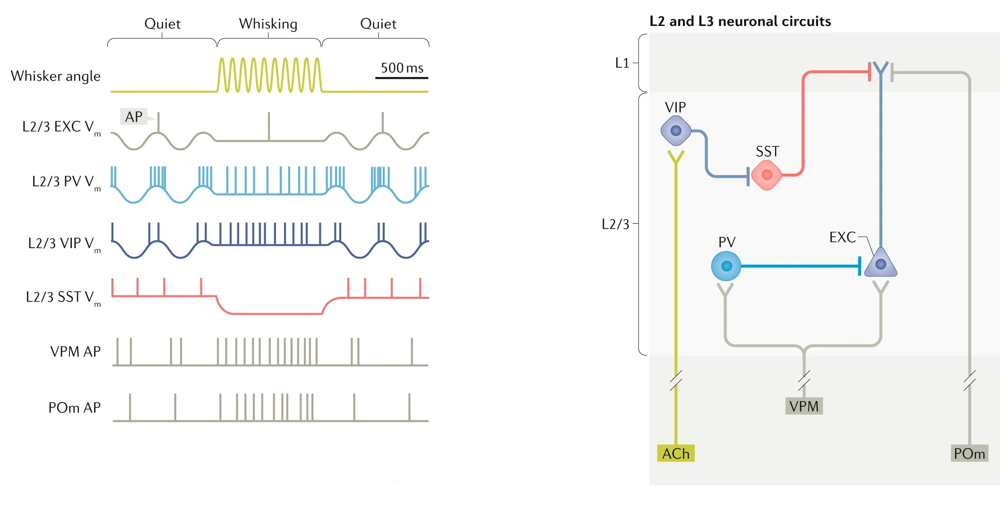 Quiet
Whisking
Quiet
Whisker angle
500 ms
AP
L2/3 EXC Vm
L2/3 PV Vm
L2/3 VIP Vm
L2/3 SST Vm
VPM AP
POm AP
L2 and L3 neuronal circuits
L1
VIP
SST
L2/3
PV
EXC
VPM
ACh
POm